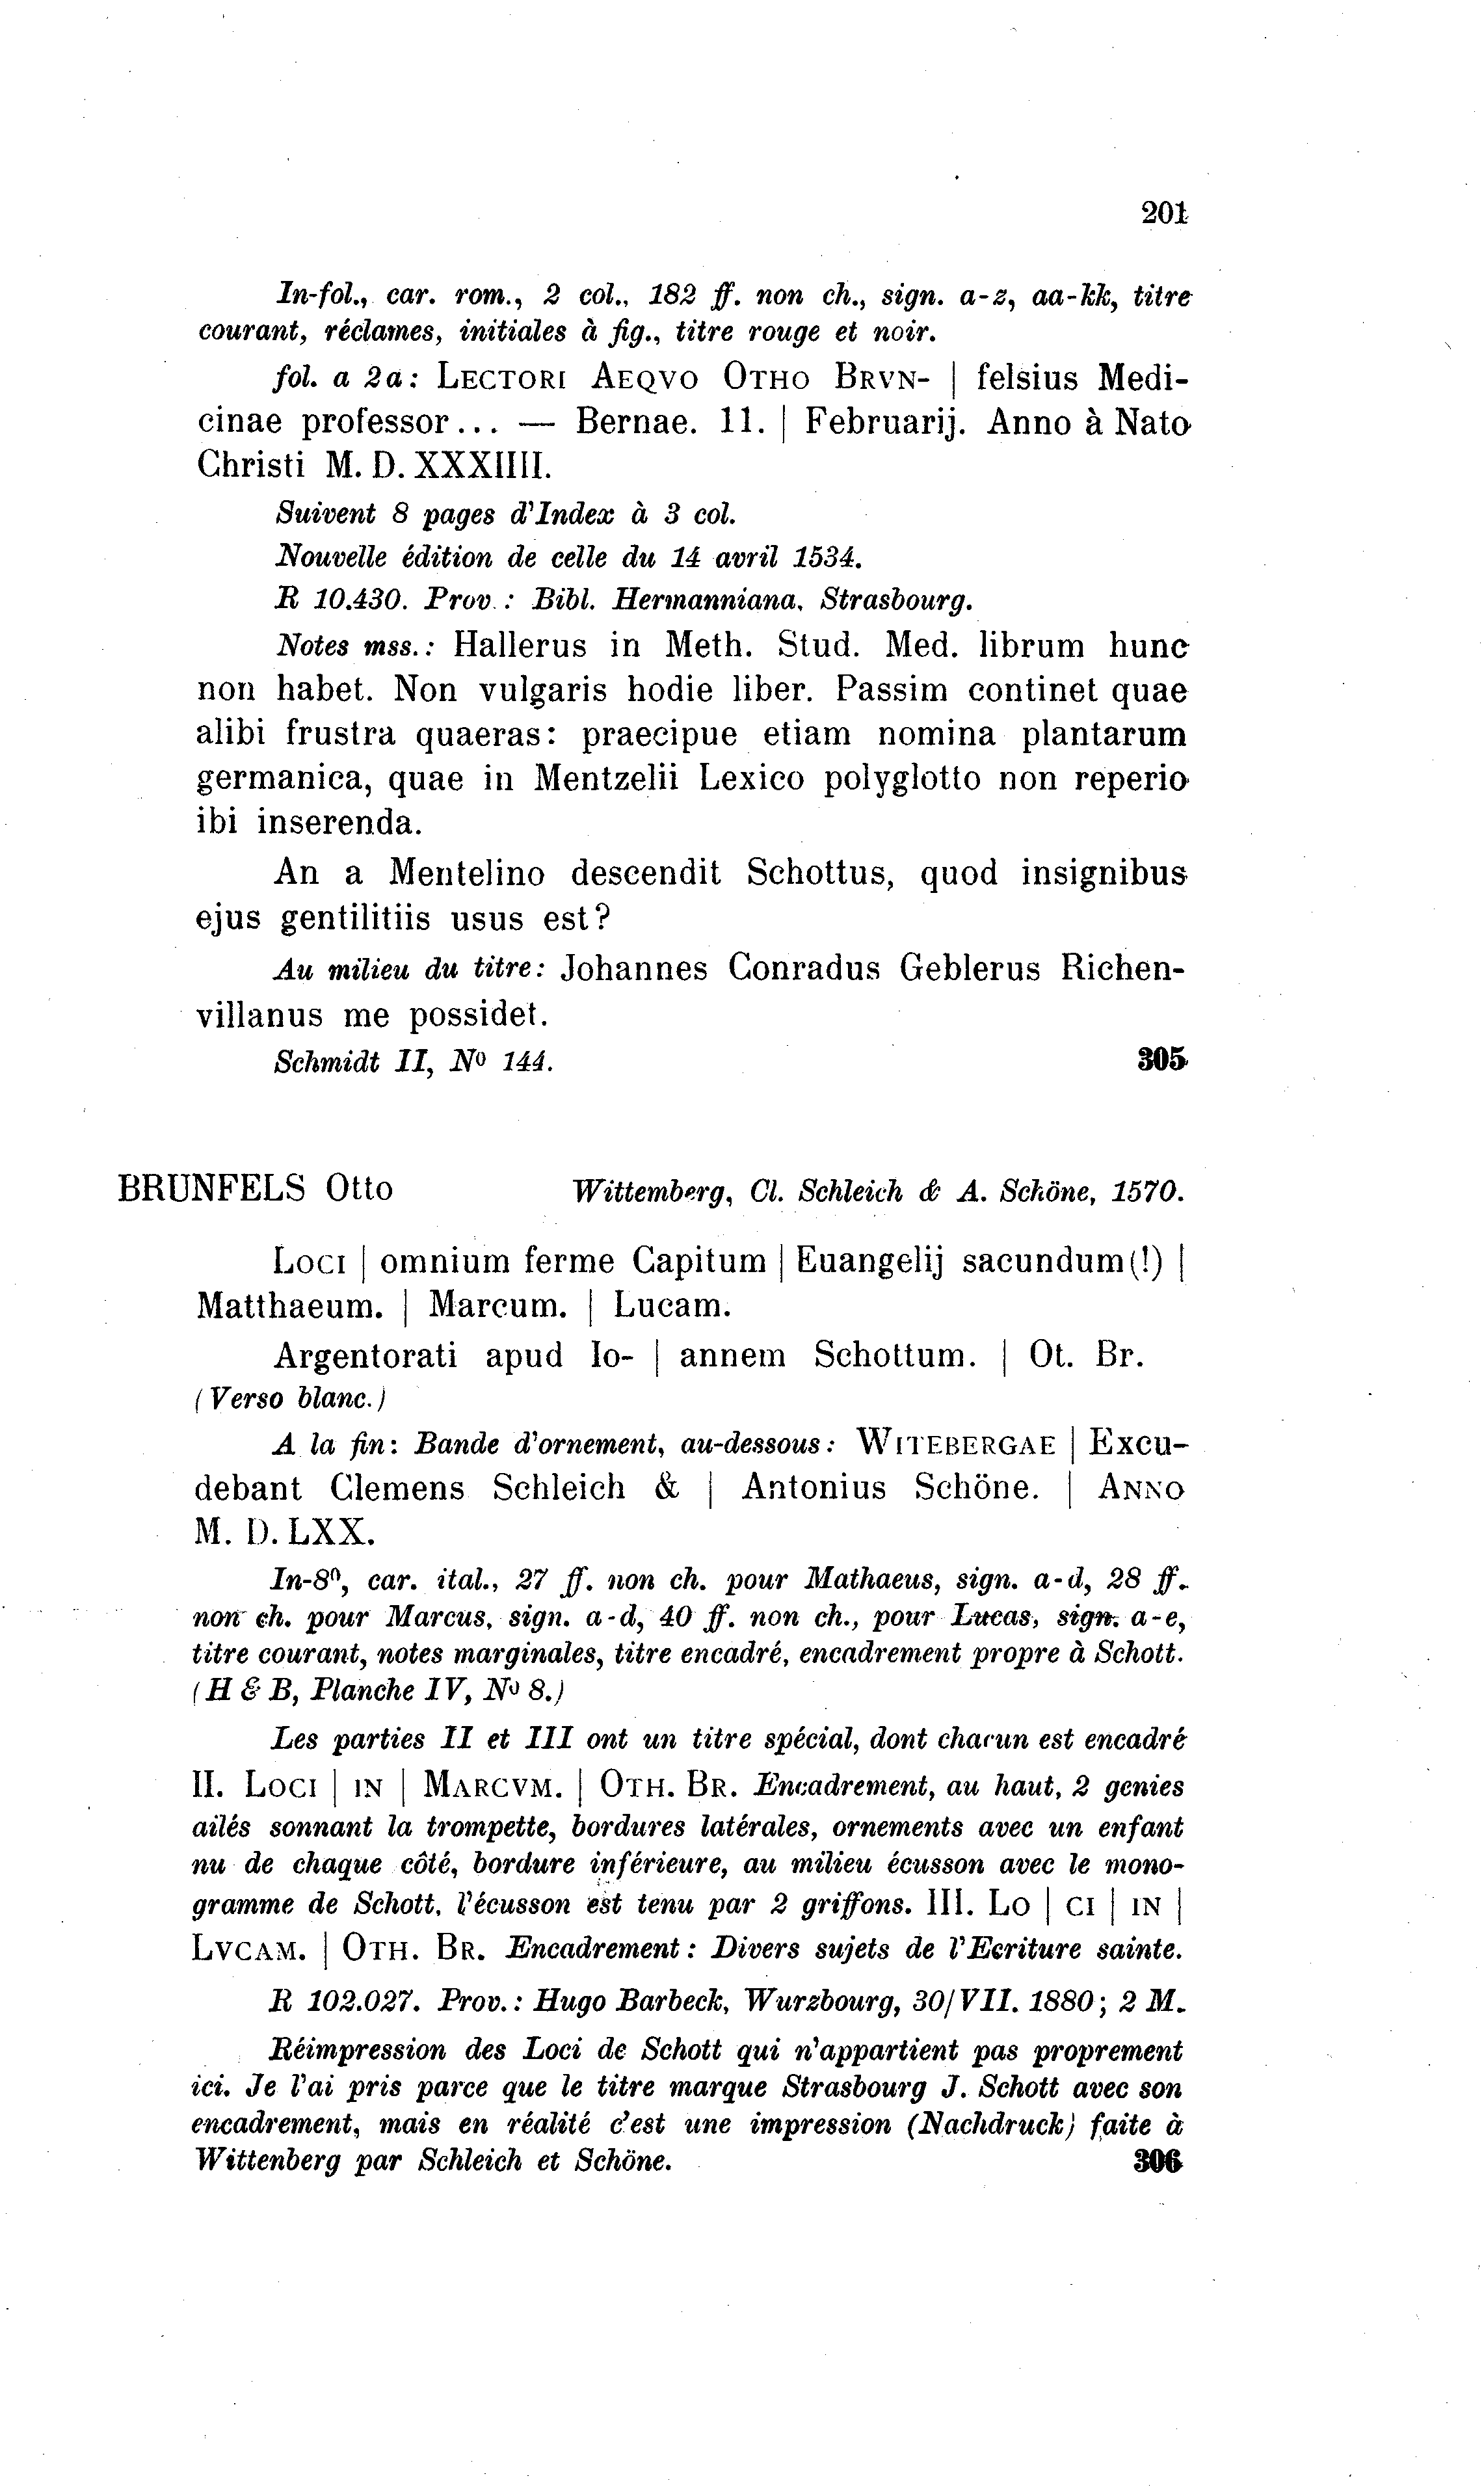 201
In-fol., car. rom., 2 col., 182 ff. non ch., sign. a-z, aa-kk, titre
courant, réclames, initiales à fig., titre rouge et noir.
fol. a 2a: LECTORI AEQVO OTHO BRVN- | felsius Medi-
cinae professor... — Bernae. 11. | Februarij. Anno à Nato
Christi M. D. XXXIIII.
Suivent 8 pages d'Index à 3 col.
Nouvelle édition de celle du 14 avril 1534.
R 10.430. Prov.: Bibl. Hermanniana, Strasbourg.
Notes mss.: Hallerus in Meth. Stud. Med. librum hunc
non habet. Non vulgaris hodie liber. Passim continet quae
alibi frustra quaeras: praecipue etiam nomina plantarum
germanica, quae in Mentzelii Lexico polyglotto non reperio
ibi inserenda.
An a Mentelino descendit Schottus, quod insignibus
ejus gentilitiis usus est?
Au milieu du titre: Johannes Conradus Geblerus Richen-
villanus me possidet.
Schmidt II, No 144. 305
BRUNFELS Otto Wittemberg, Cl. Schleich & A. Schöne, 1570.
LOCI | omnium ferme Capitum | Euangelij sacundum(!) |
Matthaeum. | Marcum. | Lucam.
Argentorati apud Io- | annem Schottum. | Ot. Br.
(Verso blanc.)
A la fin: Bande d'ornement, au-dessous: WITEBERGAE | Excu-
debant Clemens Schleich & | Antonius Schöne. | ANNO
M. D. LXX.
In-8o, car. ital., 27 ff. non ch. pour Mathaeus, sign. a-d, 28 ff.
non ch. pour Marcus, sign. a-d, 40 ff. non ch., pour Lucas, sign. a-e,
titre courant, notes marginales, titre encadré, encadrement propre à Schott.
(H & B, Planche IV, No 8.)
Les parties II et III ont un titre spécial, dont chacun est encadré
II. LOCI | IN | MARCVM. | OTH. BR. Encadrement, au haut, 2 genies
ailés sonnant la trompette, bordures latérales, ornements avec un enfant
nu de chaque côté, bordure inférieure, au milieu écusson avec le mono-
gramme de Schott, l'écusson est tenu par 2 griffons. III. LO | CI | IN |
LVCAM. | OTH. BR. Encadrement: Divers sujets de l'Ecriture sainte.
R 102.027. Prov.: Hugo Barbeck, Wurzbourg, 30/VII. 1880; 2 M.
Réimpression des Loci de Schott qui n'appartient pas proprement
ici. Je l'ai pris parce que le titre marque Strasbourg J. Schott avec son
encadrement, mais en réalité c'est une impression (Nachdruck) faite à
Wittenberg par Schleich et Schöne. 306